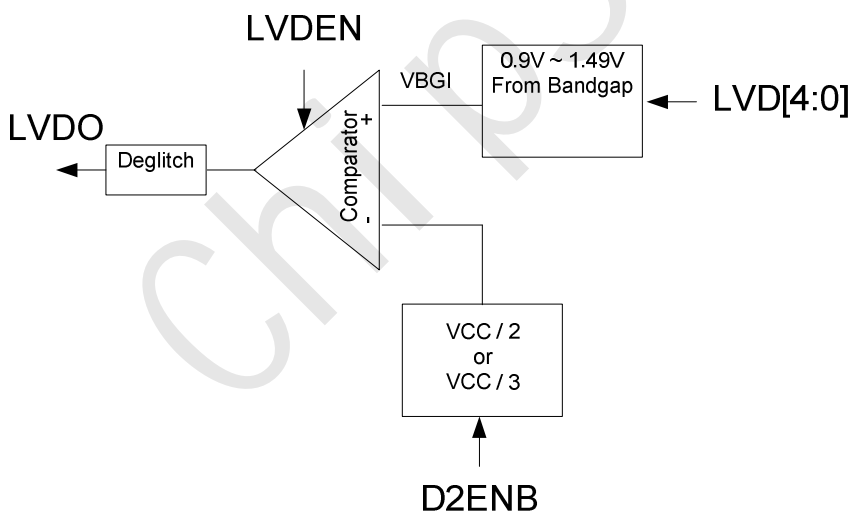 LVDEN
0.9V ~ 1.49V
From Bandgap
VBGI
LVD[4:0]
LVDO
Deglitch
Comparator
+
-
VCC / 2
or
VCC / 3
D2ENB